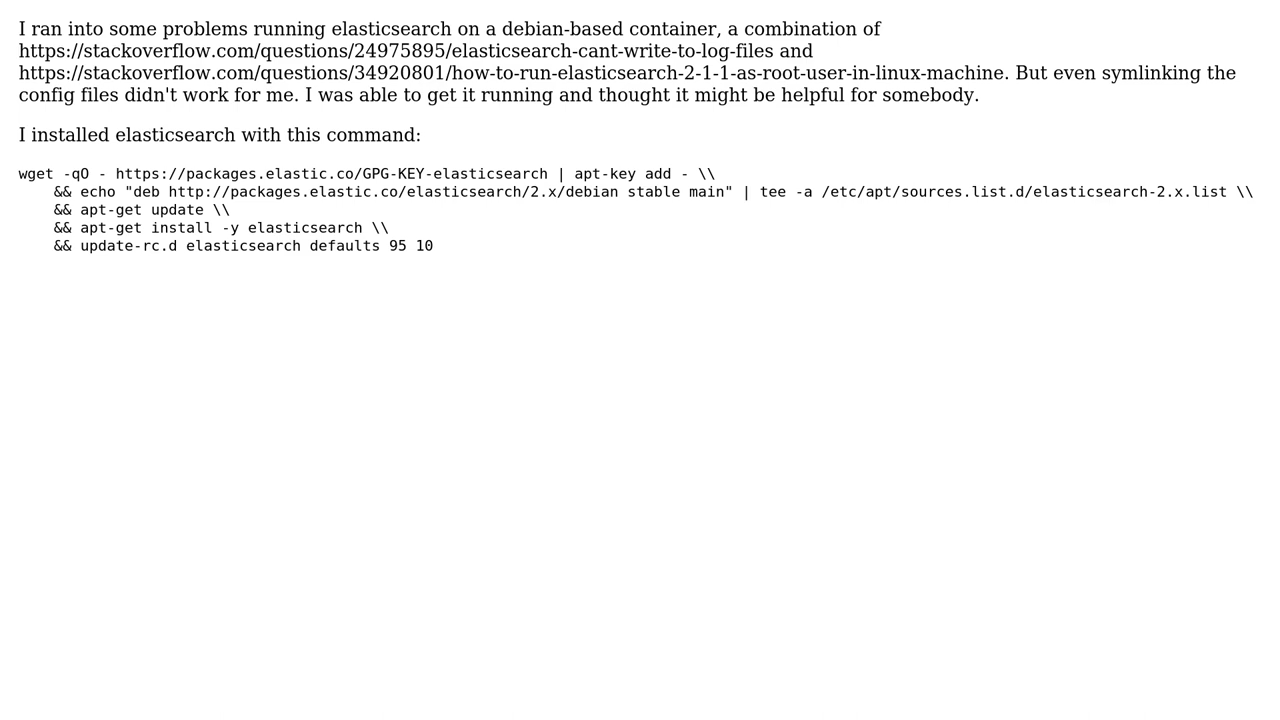 I ran into some problems running elasticsearch on a debian-based container, a combination of
https://stackoverflow.com/questions/24975895/elasticsearch-cant-write-to-log-files and
https://stackoverflow.com/questions/34920801/how-to-run-elasticsearch-2-1-1-as-root-user-in-linux-machine. But even symlinking the
config files didn't work for me. I was able to get it running and thought it might be helpful for somebody.
I installed elasticsearch with this command:
wget -qO - https://packages.elastic.co/GPG-KEY-elasticsearch | apt-key add - \\
    && echo "deb http://packages.elastic.co/elasticsearch/2.x/debian stable main" | tee -a /etc/apt/sources.list.d/elasticsearch-2.x.list \\
    && apt-get update \\
    && apt-get install -y elasticsearch \\
    && update-rc.d elasticsearch defaults 95 10